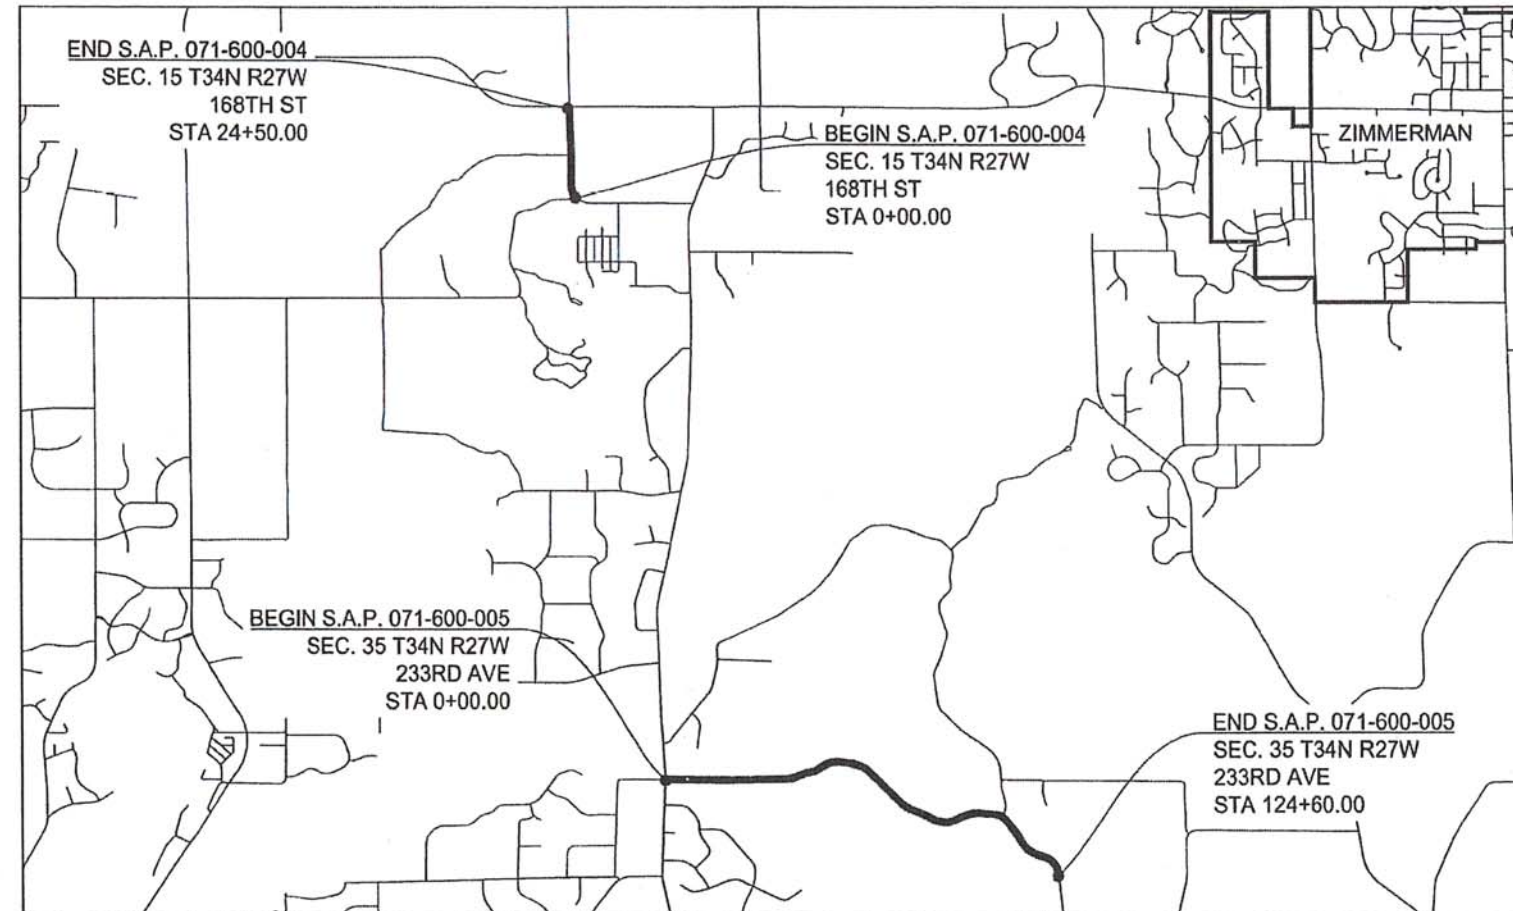 END S.A.P. 071-600-004
SEC. 15 T34N R27W
168TH ST
STA 24+50.00
BEGIN S.A.P. 071-600-004
SEC. 15 T34N R27W
168TH ST
STA 0+00.00
ZIMMERMAN
BEGIN S.A.P. 071-600-005
SEC. 35 T34N R27W
233RD AVE
STA 0+00.00
END S.A.P. 071-600-005
SEC. 35 T34N R27W
233RD AVE
STA 124+60.00